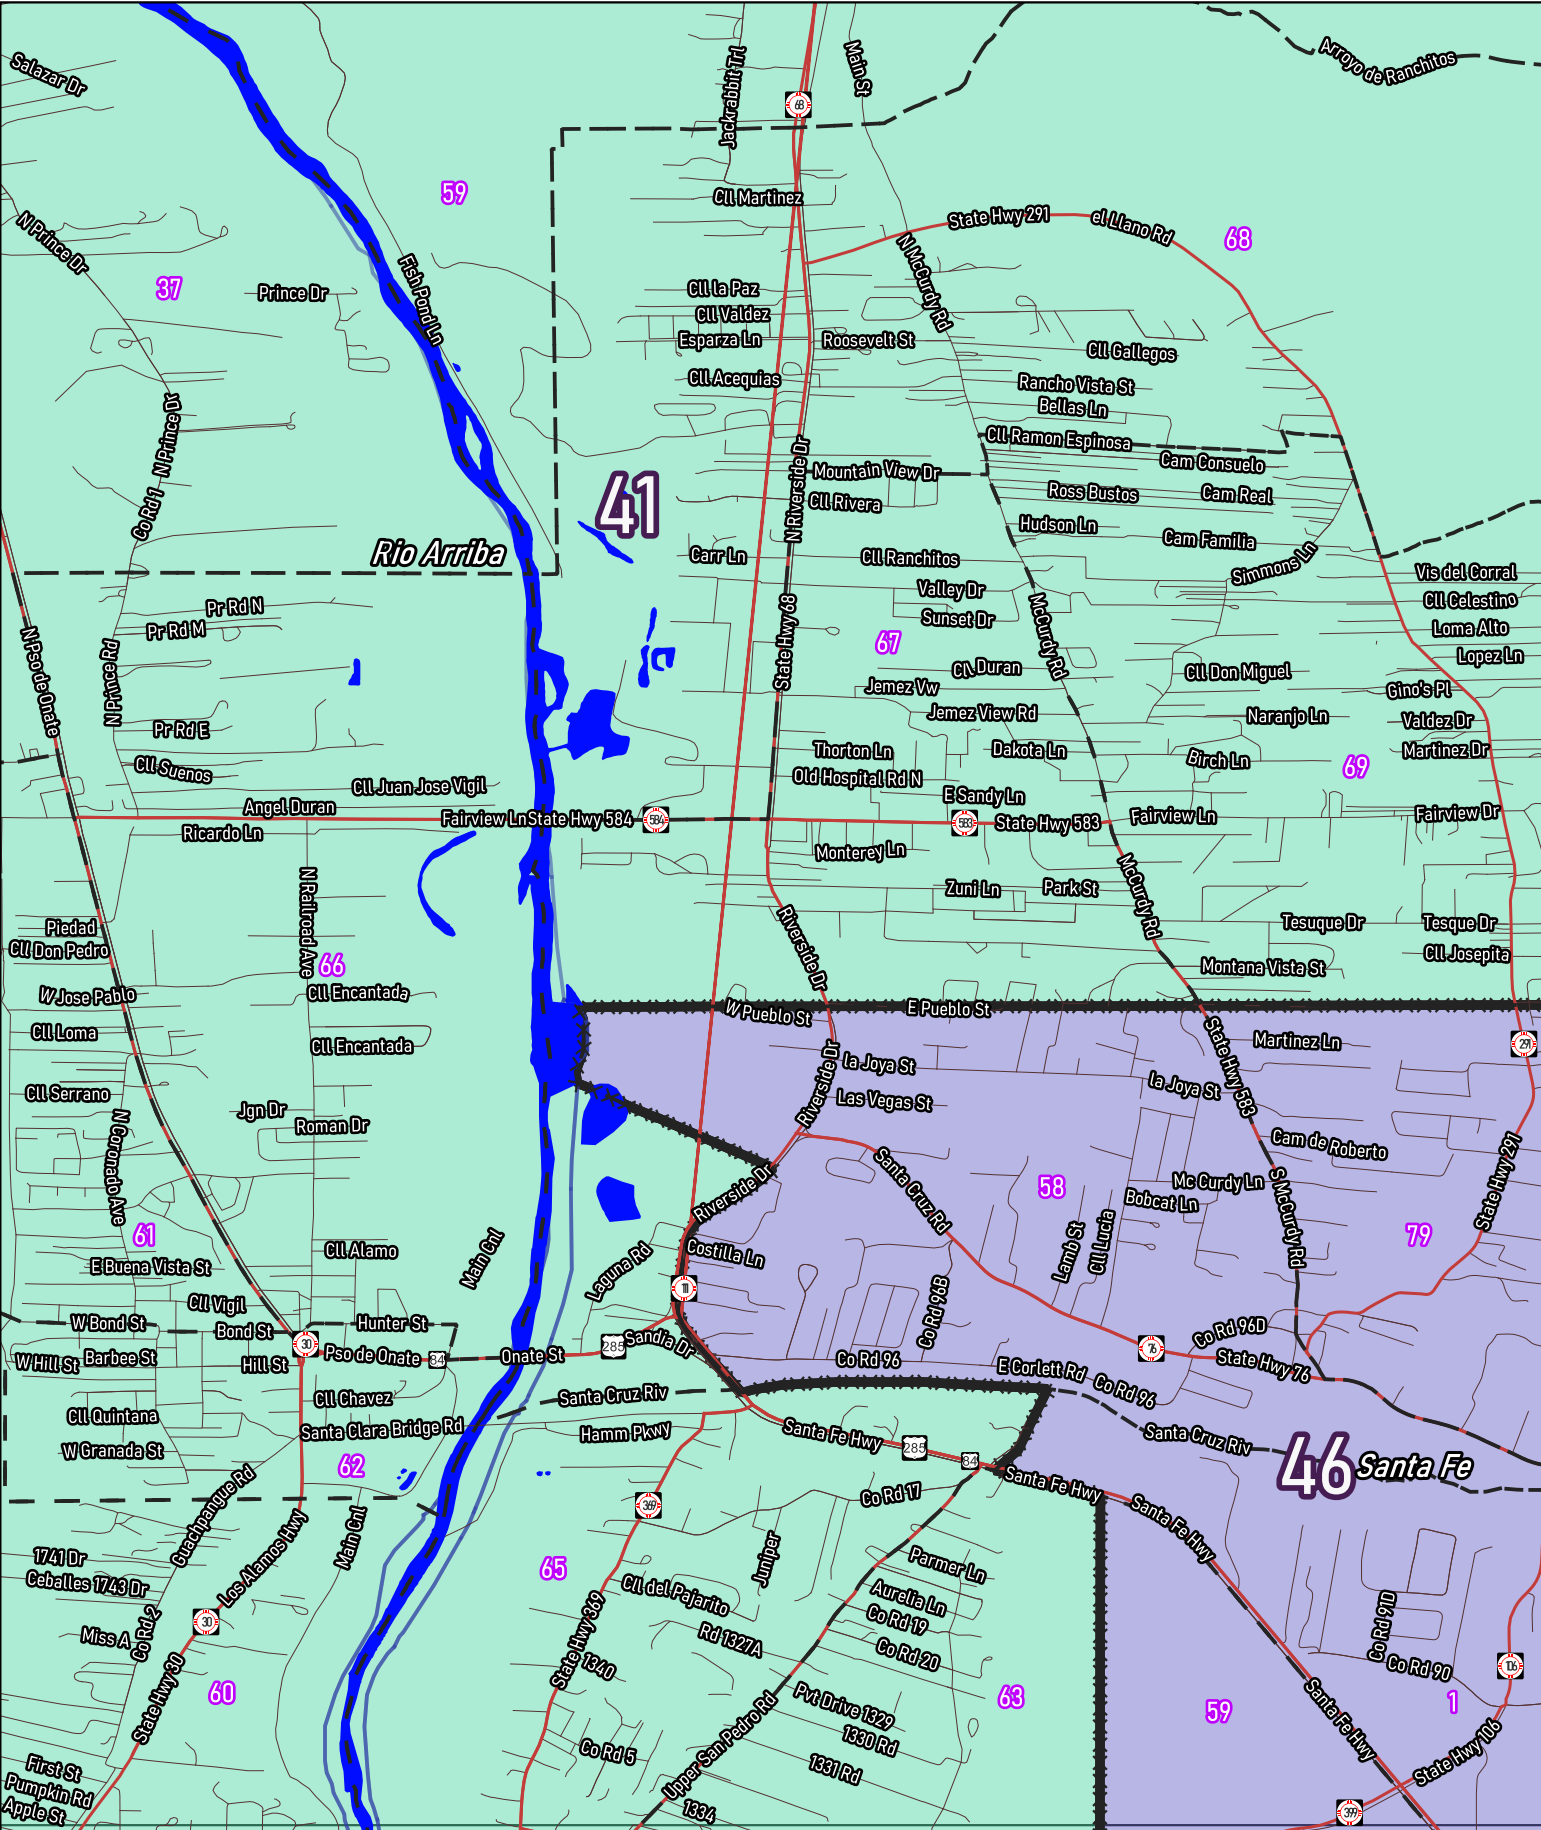 Salazar Dr
Jackrabbit Trl
68
Main St
Arroyo de Ranchitos
59
Cll Martinez
State Hwy 291
el Llano Rd
68
N Prince Dr
37
Prince Dr
Fish Pond Ln
N McCurdy Rd
Cll la Paz
Cll Valdez
Esparza Ln
Roosevelt St
Cll Gallegos
Cll Acequias
Rancho Vista St
Bellas Ln
N Prince Dr
Cll Ramon Espinosa
N Riverside Dr
Mountain View Dr
Cam Consuelo
41
Co Rd 1
Cll Rivera
Ross Bustos
Cam Real
Hudson Ln
Rio Arriba
Carr Ln
Cll Ranchitos
Cam Familia
Simmons Ln
Vis del Corral
Valley Dr
Cll Celestino
Pr Rd N
Sunset Dr
McCurdy Rd
Loma Alto
Pr Rd M
State Hwy 68
67
Lopez Ln
N Pso de Onate
N Prince Rd
Cll Duran
Cll Don Miguel
Jemez Vw
Gino's Pl
Jemez View Rd
Naranjo Ln
Valdez Dr
Pr Rd E
Thorton Ln
Dakota Ln
Birch Ln
Martinez Dr
Cll Suenos
Old Hospital Rd N
69
Cll Juan Jose Vigil
E Sandy Ln
Angel Duran
Fairview Ln
State Hwy 584
584
583
State Hwy 583
Fairview Ln
Fairview Dr
Ricardo Ln
Monterey Ln
N Railroad Ave
McCurdy Rd
Zuni Ln
Park St
Piedad
Riverside Dr
Tesuque Dr
Tesque Dr
Cll Don Pedro
66
Cll Josepita
Montana Vista St
W Jose Pablo
Cll Encantada
W Pueblo St
E Pueblo St
Cll Loma
Cll Encantada
State Hwy 583
Martinez Ln
291
Riverside Dr
la Joya St
la Joya St
Cll Serrano
Las Vegas St
Jgn Dr
Roman Dr
N Coronado Ave
Cam de Roberto
State Hwy 291
Santa Cruz Rd
58
Mc Curdy Ln
Bobcat Ln
S McCurdy Rd
Riverside Dr
61
Lamb St
Cll Lucia
79
Cll Alamo
Main Cnl
Laguna Rd
Costilla Ln
E Buena Vista St
111
Cll Vigil
Co Rd 96B
W Bond St
Bond St
Hunter St
Co Rd 96D
30
285
Sandia Dr
76
W Hill St
Barbee St
Hill St
Pso de Onate
84
Onate St
Co Rd 96
E Corlett Rd
State Hwy 76
Cll Chavez
Santa Cruz Riv
Co Rd 96
Cll Quintana
Santa Clara Bridge Rd
Hamm Pkwy
Santa Fe Hwy
285
84
Santa Cruz Riv
W Granada St
62
46
Santa Fe
Guachpangue Rd
Santa Fe Hwy
Co Rd 17
369
Santa Fe Hwy
Los Alamos Hwy
Main Cnl
1741 Dr
Juniper
Parmer Ln
65
Ceballes 1743 Dr
Cll del Pajarito
Aurelia Ln
30
Co Rd 19
Co Rd 91D
Co Rd 2
Miss A
State Hwy 369
Rd 1327A
Co Rd 20
Co Rd 90
106
1340
State Hwy 30
60
63
59
1
Pvt Drive 1329
Santa Fe Hwy
1330 Rd
Upper San Pedro Rd
Co Rd 5
State Hwy 106
First St
1331 Rd
Pumpkin Rd
Apple St
1334
399